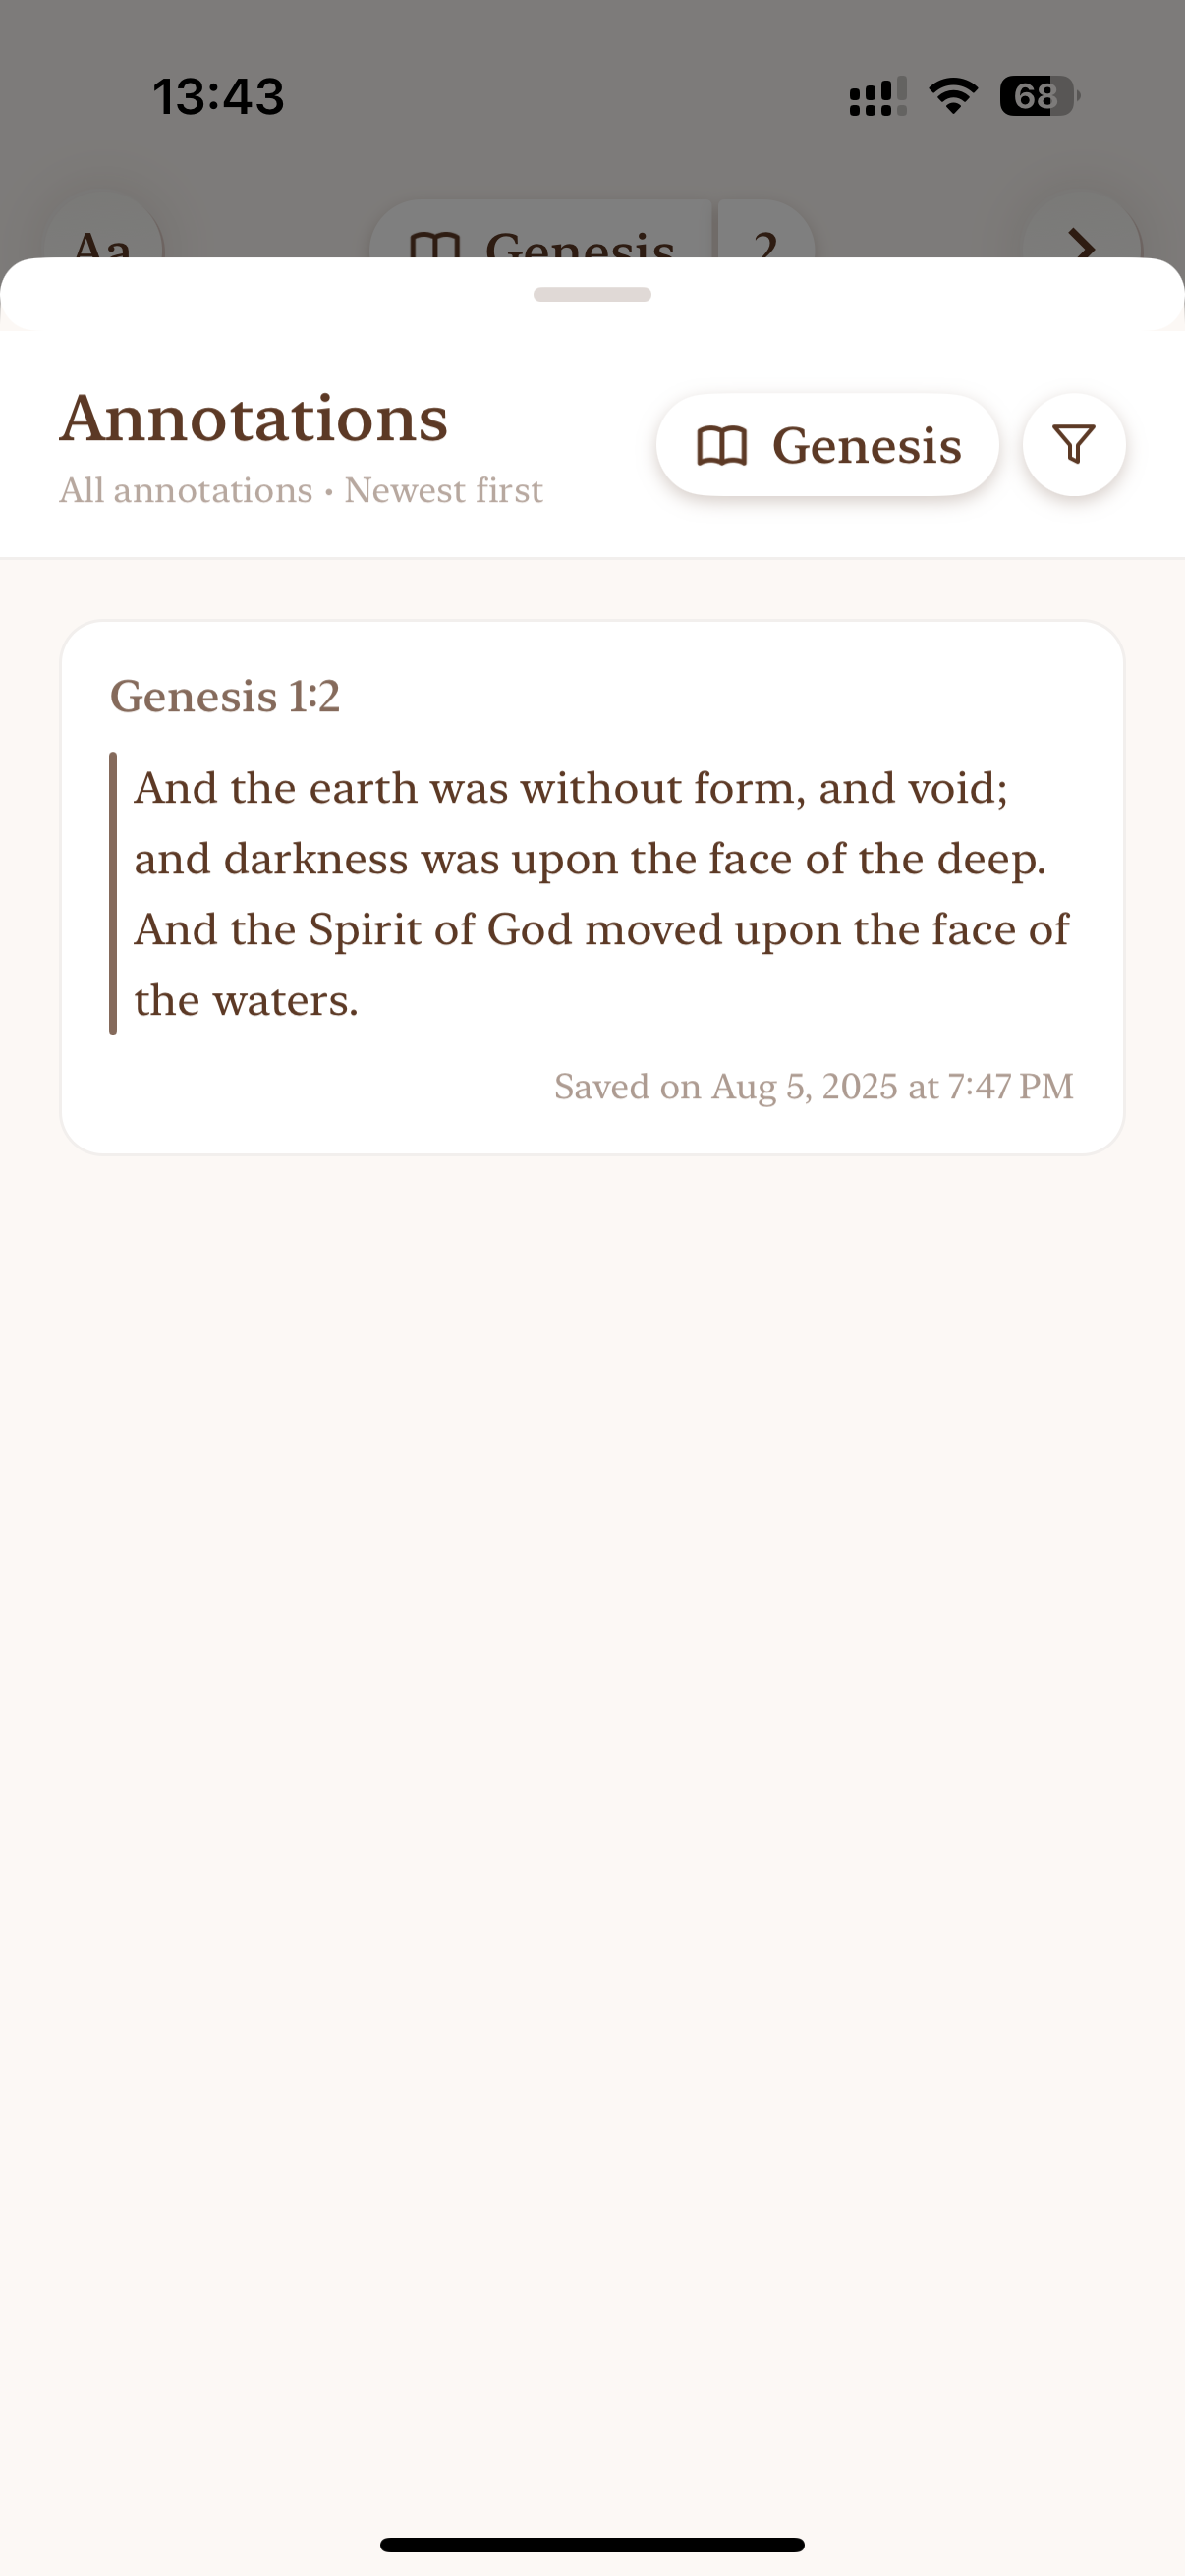 13:43
68
Aa
Genesis 2
Annotations
Genesis
All annotations • Newest first
Genesis 1:2
And the earth was without form, and void;
and darkness was upon the face of the deep.
And the Spirit of God moved upon the face of
the waters.
Saved on Aug 5, 2025 at 7:47 PM